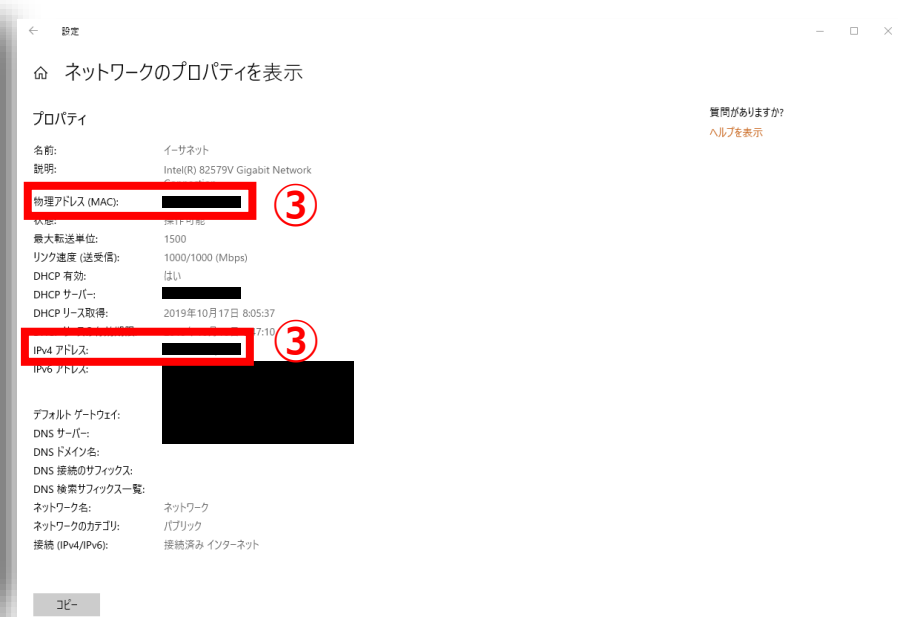 設定
ネットワークのプロパティを表示
プロパティ
名前: イーサネット
説明: Intel(R) 82579V Gigabit Network
物理アドレス (MAC):
③
状態: 操作可能
最大転送単位: 1500
リンク速度 (送受信): 1000/1000 (Mbps)
DHCP 有効: はい
DHCP サーバー:
DHCP リース取得: 2019年10月17日 8:05:37
47:10
IPv4 アドレス:
③
IPv6 アドレス:
デフォルト ゲートウェイ:
DNS サーバー:
DNS ドメイン名:
DNS 接続のサフィックス:
DNS 検索サフィックス一覧:
ネットワーク名: ネットワーク
ネットワークのカテゴリ: パブリック
接続 (IPv4/IPv6): 接続済み インターネット
コピー
質問がありますか?
ヘルプを表示